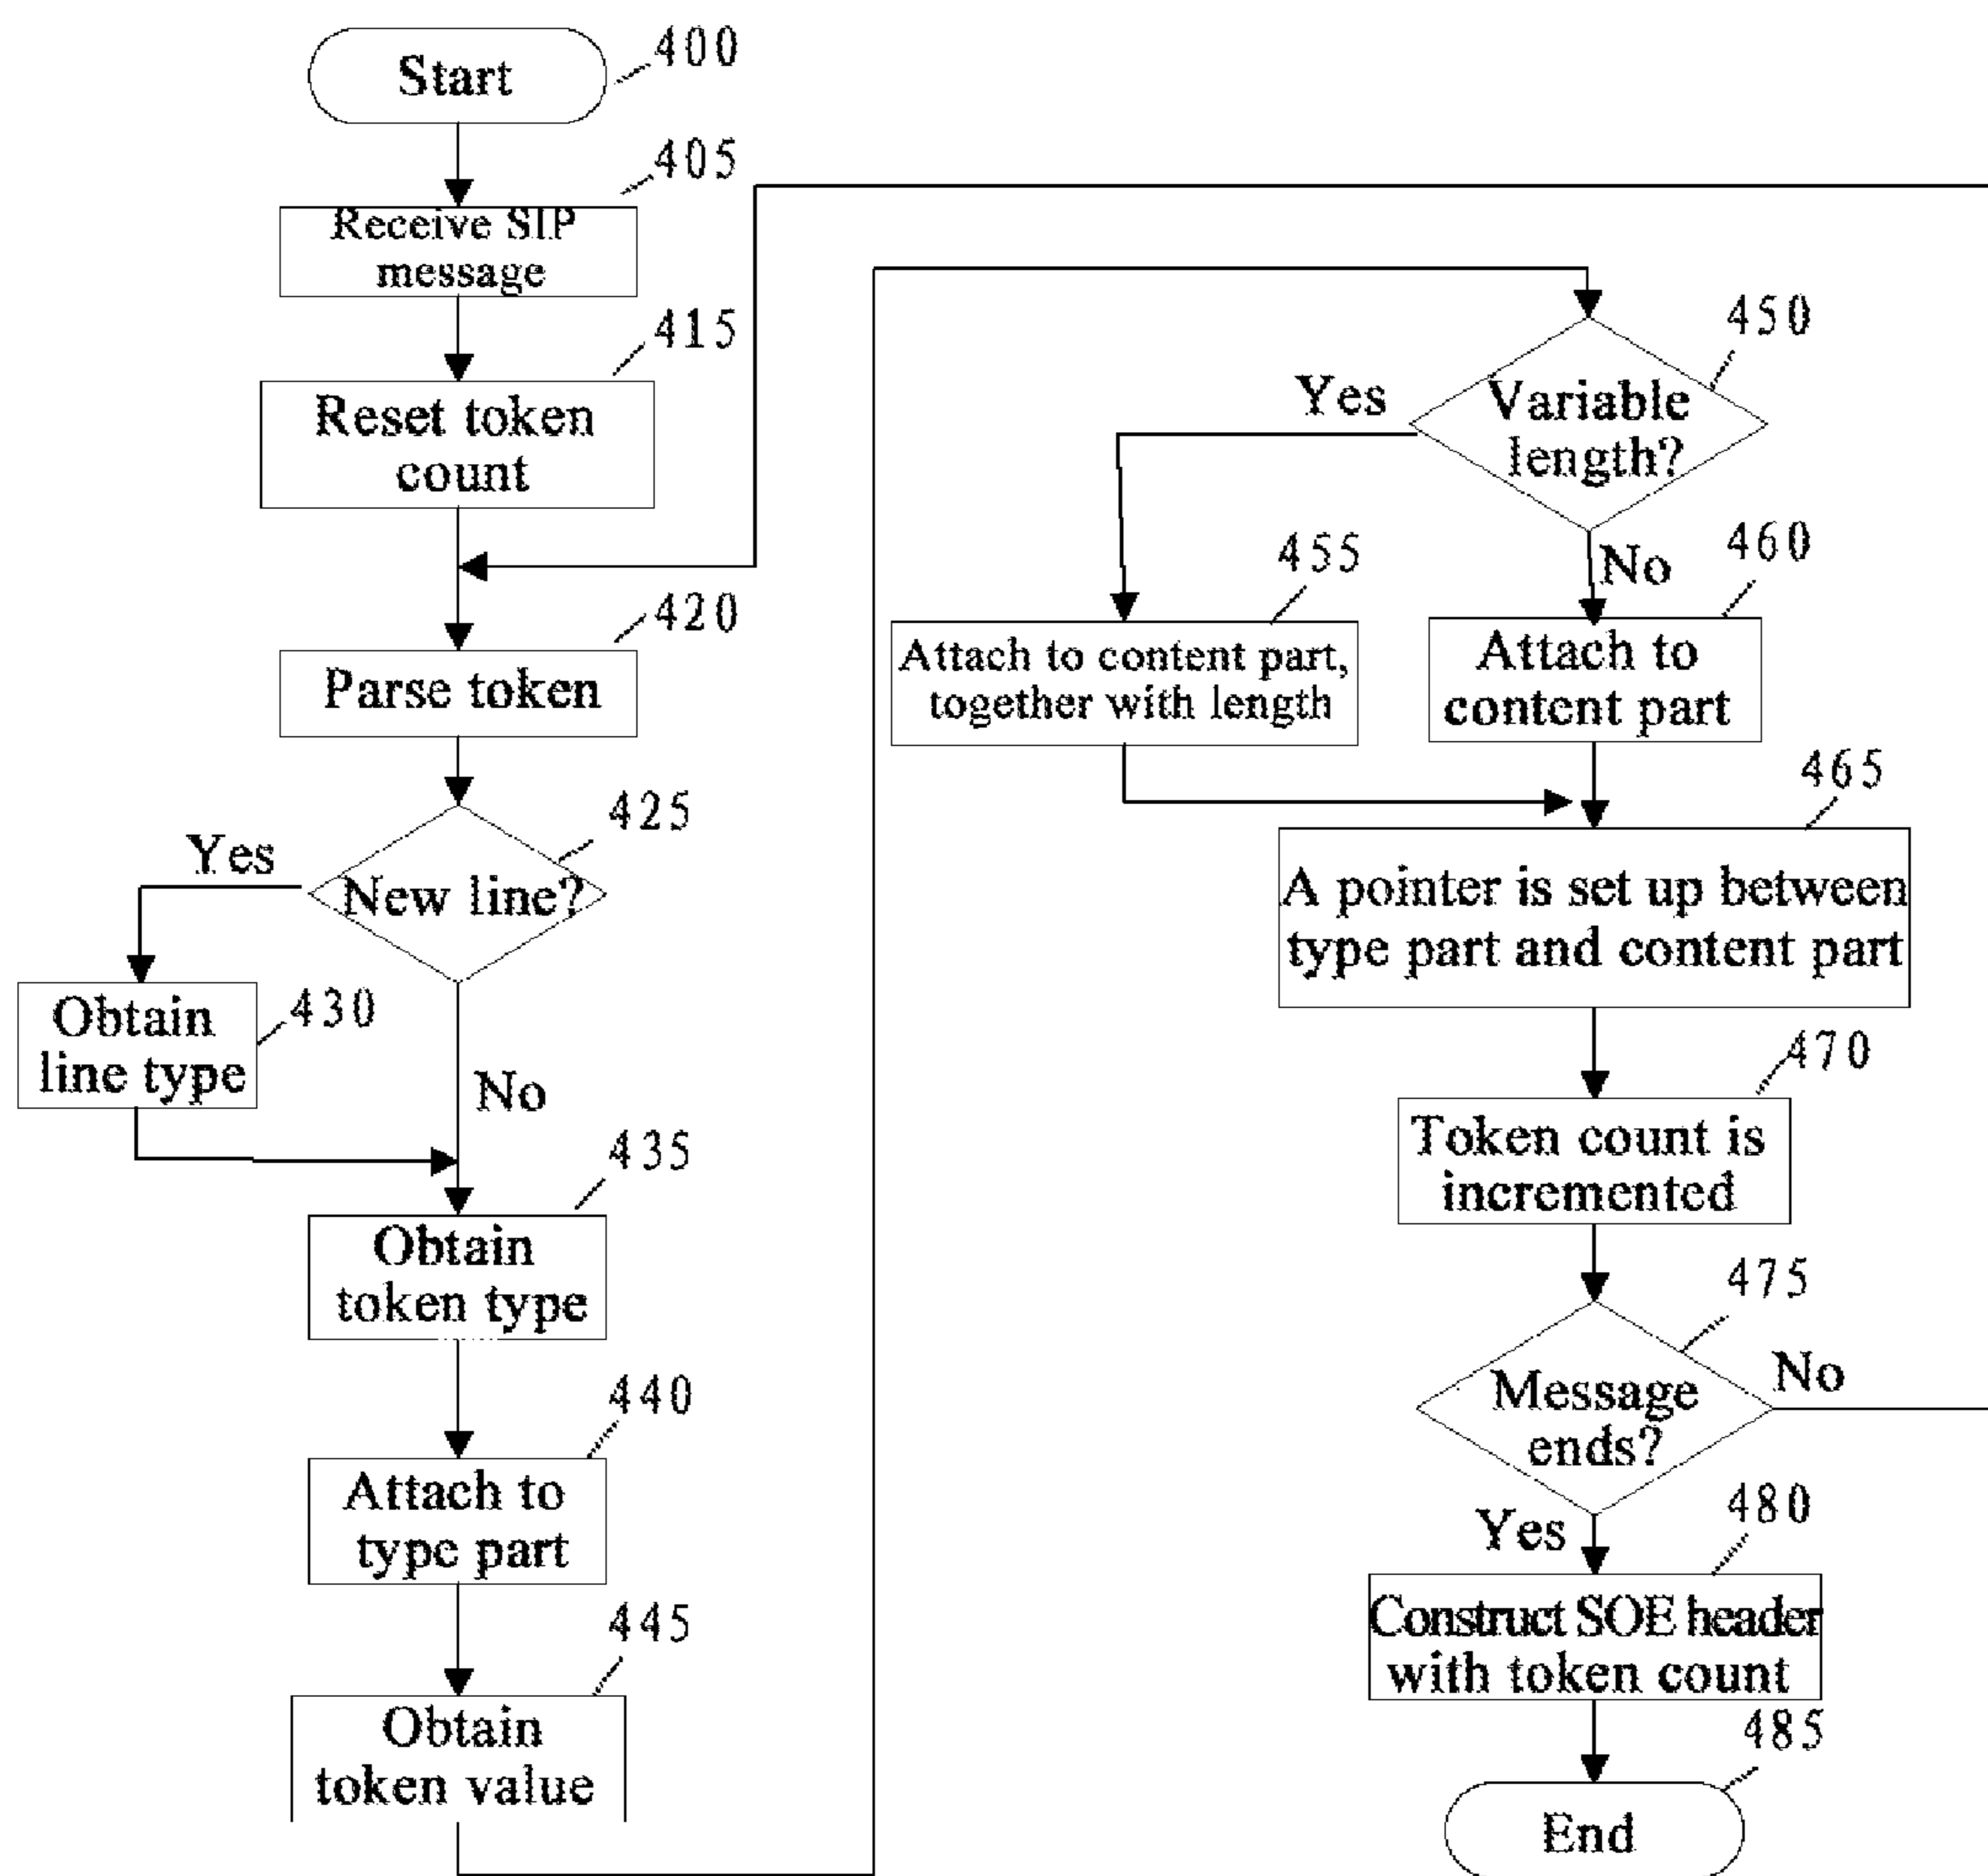 Start
400
Receive SIP
message
405
Reset token
count
415
Parse token
420
New line?
425
Yes
Obtain
line type
430
No
Obtain
token type
435
Attach to
type part
440
Obtain
token value
445
Variable
length?
450
Yes
Attach to content part,
together with length
455
No
Attach to
content part
460
A pointer is set up between
type part and content part
465
Token count is
incremented
470
Message
ends?
475
No
Yes
Construct SOE header
with token count
480
End
485